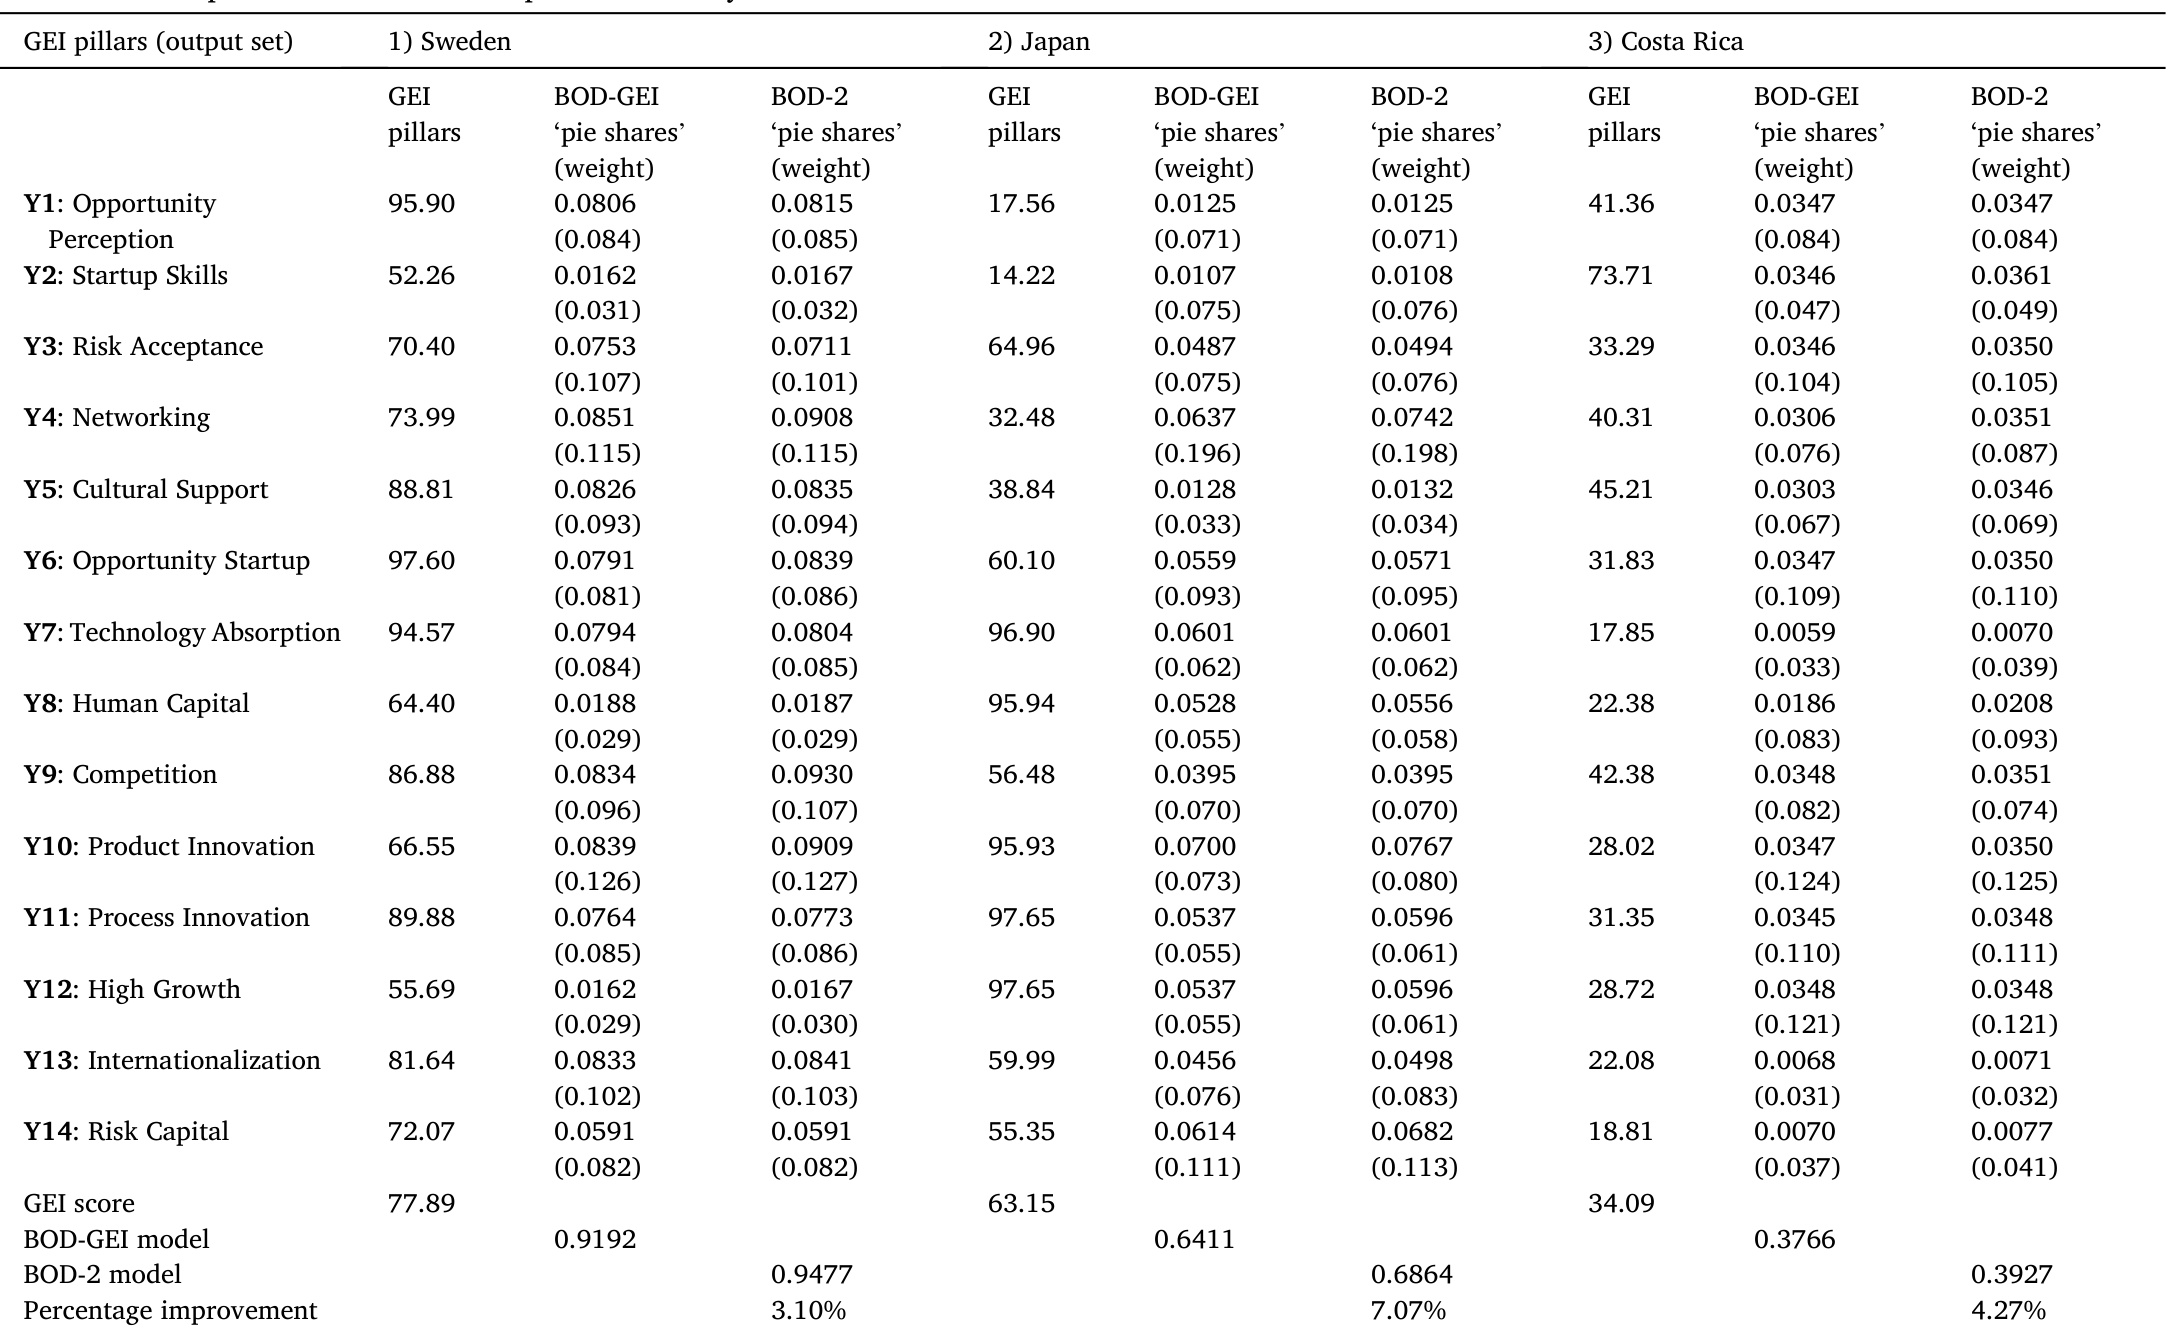 GEI pillars (output set) 1) Sweden 2) Japan 3) Costa Rica
GEI BOD-GEI BOD-2 GEI BOD-GEI BOD-2 GEI BOD-GEI BOD-2
pillars ‘pie shares’ ‘pie shares’ pillars ‘pie shares’ ‘pie shares’ pillars ‘pie shares’ ‘pie shares’
(weight) (weight) (weight) (weight) (weight) (weight)
Y1: Opportunity 95.90 0.0806 0.0815 17.56 0.0125 0.0125 41.36 0.0347 0.0347
Perception (0.084) (0.085) (0.071) (0.071) (0.084) (0.084)
Y2: Startup Skills 52.26 0.0162 0.0167 14.22 0.0107 0.0108 73.71 0.0346 0.0361
(0.031) (0.032) (0.075) (0.076) (0.047) (0.049)
Y3: Risk Acceptance 70.40 0.0753 0.0711 64.96 0.0487 0.0494 33.29 0.0346 0.0350
(0.107) (0.101) (0.075) (0.076) (0.104) (0.105)
Y4: Networking 73.99 0.0851 0.0908 32.48 0.0637 0.0742 40.31 0.0306 0.0351
(0.115) (0.115) (0.196) (0.198) (0.076) (0.087)
Y5: Cultural Support 88.81 0.0826 0.0835 38.84 0.0128 0.0132 45.21 0.0303 0.0346
(0.093) (0.094) (0.033) (0.034) (0.067) (0.069)
Y6: Opportunity Startup 97.60 0.0791 0.0839 60.10 0.0559 0.0571 31.83 0.0347 0.0350
(0.081) (0.086) (0.093) (0.095) (0.109) (0.110)
Y7: Technology Absorption 94.57 0.0794 0.0804 96.90 0.0601 0.0601 17.85 0.0059 0.0070
(0.084) (0.085) (0.062) (0.062) (0.033) (0.039)
Y8: Human Capital 64.40 0.0188 0.0187 95.94 0.0528 0.0556 22.38 0.0186 0.0208
(0.029) (0.029) (0.055) (0.058) (0.083) (0.093)
Y9: Competition 86.88 0.0834 0.0930 56.48 0.0395 0.0395 42.38 0.0348 0.0351
(0.096) (0.107) (0.070) (0.070) (0.082) (0.074)
Y10: Product Innovation 66.55 0.0839 0.0909 95.93 0.0700 0.0767 28.02 0.0347 0.0350
(0.126) (0.127) (0.073) (0.080) (0.124) (0.125)
Y11: Process Innovation 89.88 0.0764 0.0773 97.65 0.0537 0.0596 31.35 0.0345 0.0348
(0.085) (0.086) (0.055) (0.061) (0.110) (0.111)
Y12: High Growth 55.69 0.0162 0.0167 97.65 0.0537 0.0596 28.72 0.0348 0.0348
(0.029) (0.030) (0.055) (0.061) (0.121) (0.121)
Y13: Internationalization 81.64 0.0833 0.0841 59.99 0.0456 0.0498 22.08 0.0068 0.0071
(0.102) (0.103) (0.076) (0.083) (0.031) (0.032)
Y14: Risk Capital 72.07 0.0591 0.0591 55.35 0.0614 0.0682 18.81 0.0070 0.0077
(0.082) (0.082) (0.111) (0.113) (0.037) (0.041)
GEI score 77.89 63.15 34.09
BOD-GEI model 0.9192 0.6411 0.3766
BOD-2 model 0.9477 0.6864 0.3927
Percentage improvement 3.10% 7.07% 4.27%